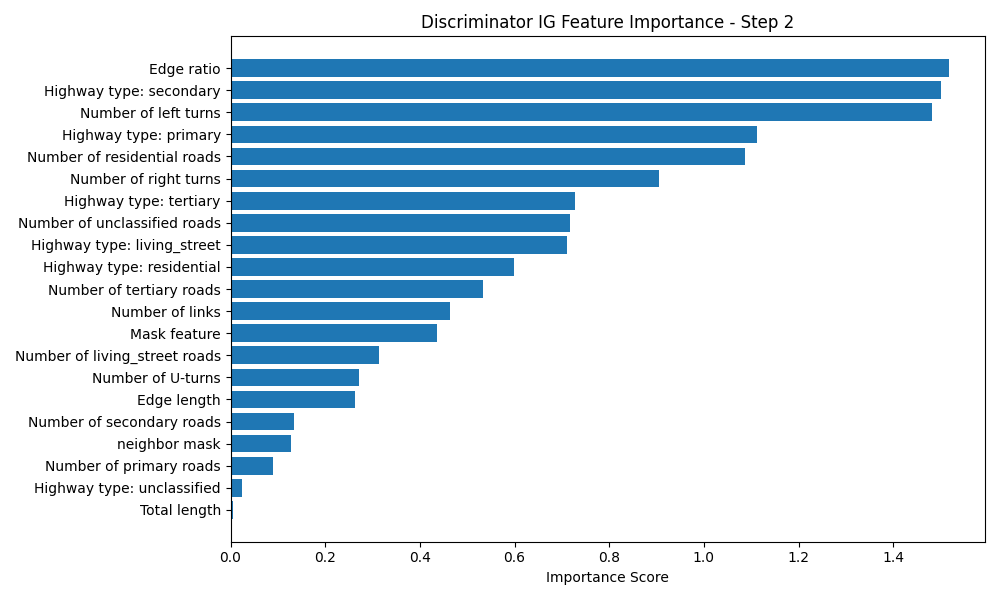 Discriminator IG Feature Importance - Step 2
Edge ratio
Highway type: secondary
Number of left turns
Highway type: primary
Number of residential roads
Number of right turns
Highway type: tertiary
Number of unclassified roads
Highway type: living_street
Highway type: residential
Number of tertiary roads
Number of links
Mask feature
Number of living_street roads
Number of U-turns
Edge length
Number of secondary roads
neighbor mask
Number of primary roads
Highway type: unclassified
Total length
0.0 0.2 0.4 0.6 0.8 1.0 1.2 1.4
Importance Score